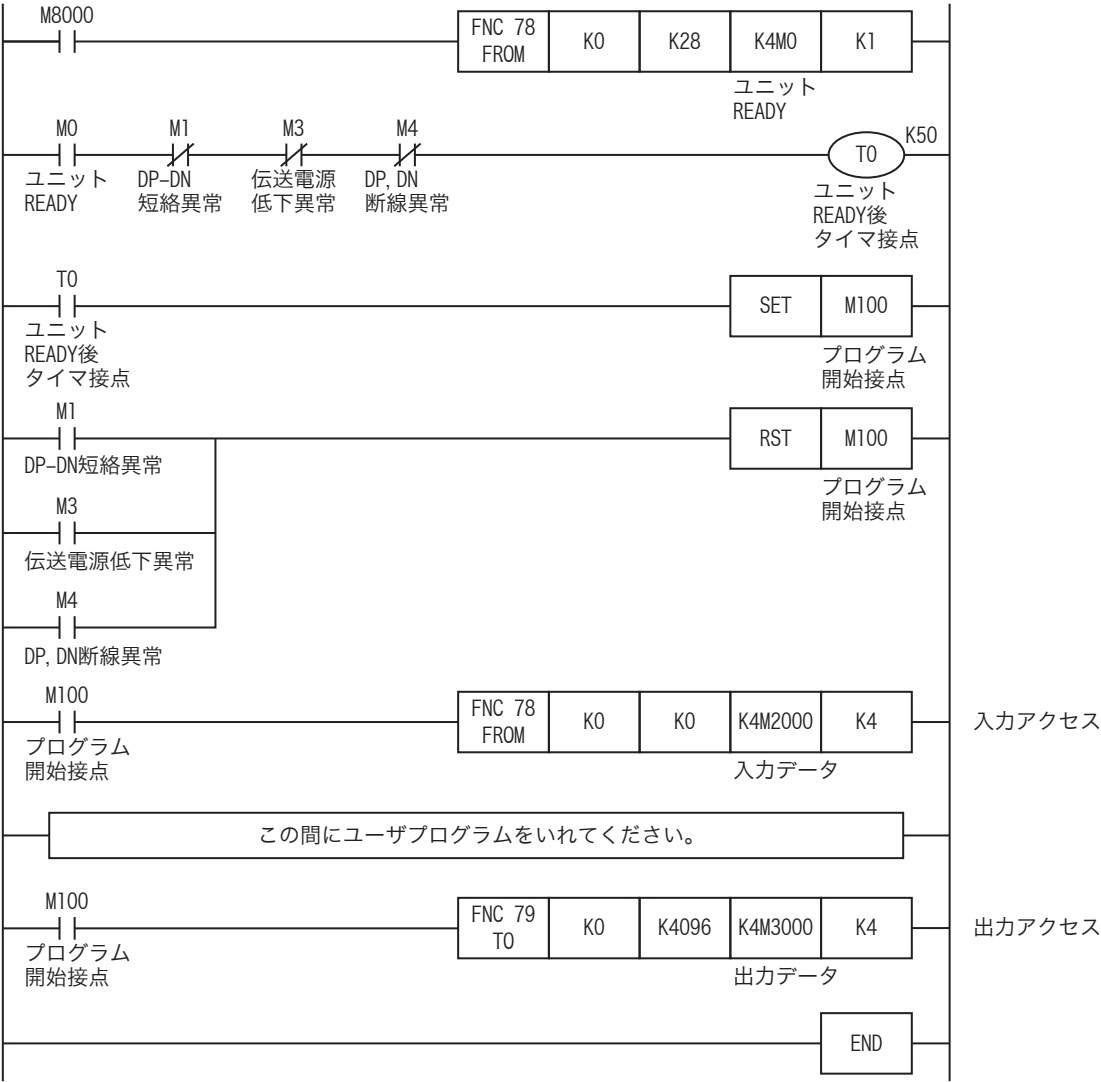 M8000
FNC 78 FROM K0 K28 K4M0 K1
ユニット
READY
M0 M1 M3 M4 K50
T0
ユニット
READY
DP-DN
短絡異常
伝送電源
低下異常
DP, DN
断線異常
ユニット
READY後
タイマ接点
T0
SET M100
ユニット
READY後
タイマ接点
プログラム
開始接点
M1
RST M100
DP-DN短絡異常
プログラム
開始接点
M3
伝送電源低下異常
M4
DP, DN断線異常
M100
FNC 78 FROM K0 K0 K4M2000 K4
入力アクセス
プログラム
開始接点
入力データ
この間にユーザプログラムをいれてください。
M100
FNC 79 TO K0 K4096 K4M3000 K4
出力アクセス
プログラム
開始接点
出力データ
END